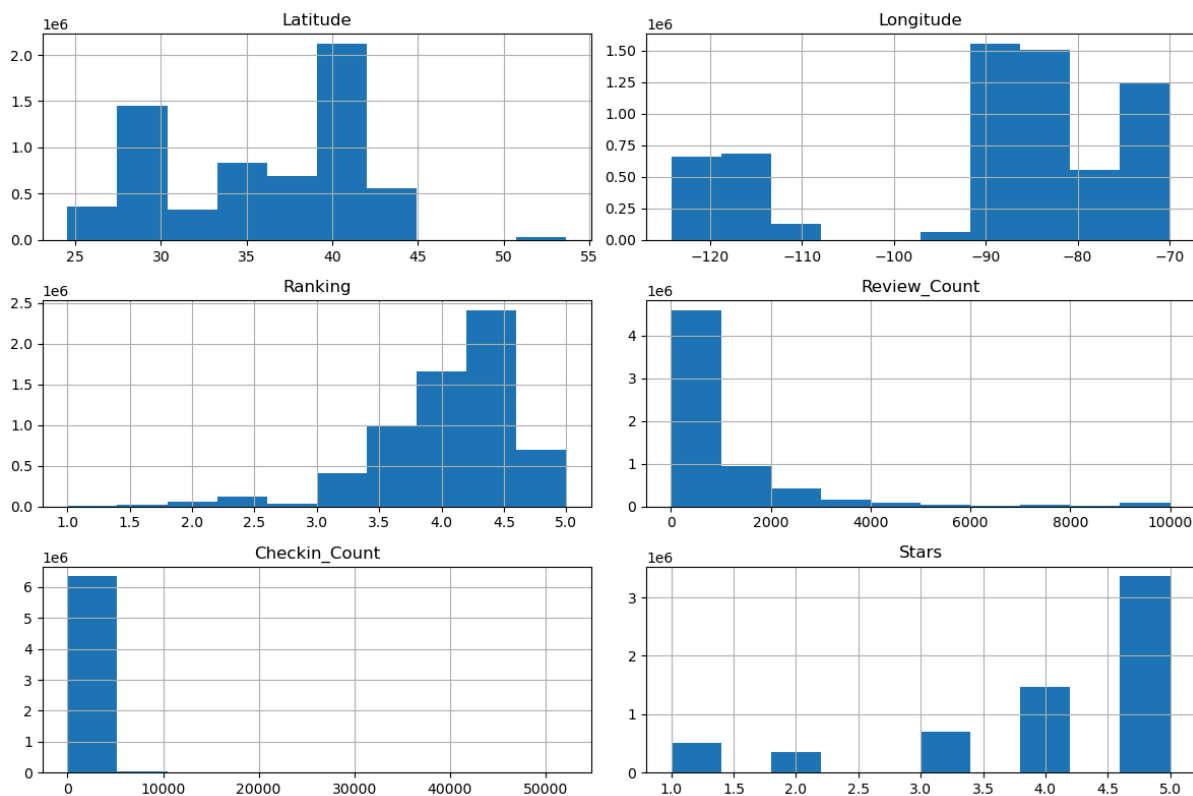 Latitude
1e6
2.0
1.5
1.0
0.5
0.0
25 30 35 40 45 50 55
Longitude
1e6
1.50
1.25
1.00
0.75
0.50
0.25
0.00
−120 −110 −100 −90 −80 −70
Ranking
1e6
2.5
2.0
1.5
1.0
0.5
0.0
1.0 1.5 2.0 2.5 3.0 3.5 4.0 4.5 5.0
Review_Count
1e6
4
3
2
1
0
0 2000 4000 6000 8000 10000
Checkin_Count
1e6
6
5
4
3
2
1
0
0 10000 20000 30000 40000 50000
Stars
1e6
3
2
1
0
1.0 1.5 2.0 2.5 3.0 3.5 4.0 4.5 5.0